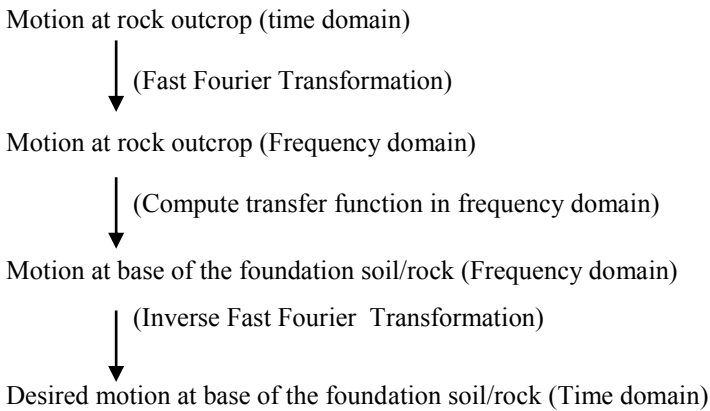 Motion at rock outcrop (time domain)
(Fast Fourier Transformation)
Motion at rock outcrop (Frequency domain)
(Compute transfer function in frequency domain)
Motion at base of the foundation soil/rock (Frequency domain)
(Inverse Fast Fourier  Transformation)
Desired motion at base of the foundation soil/rock (Time domain)